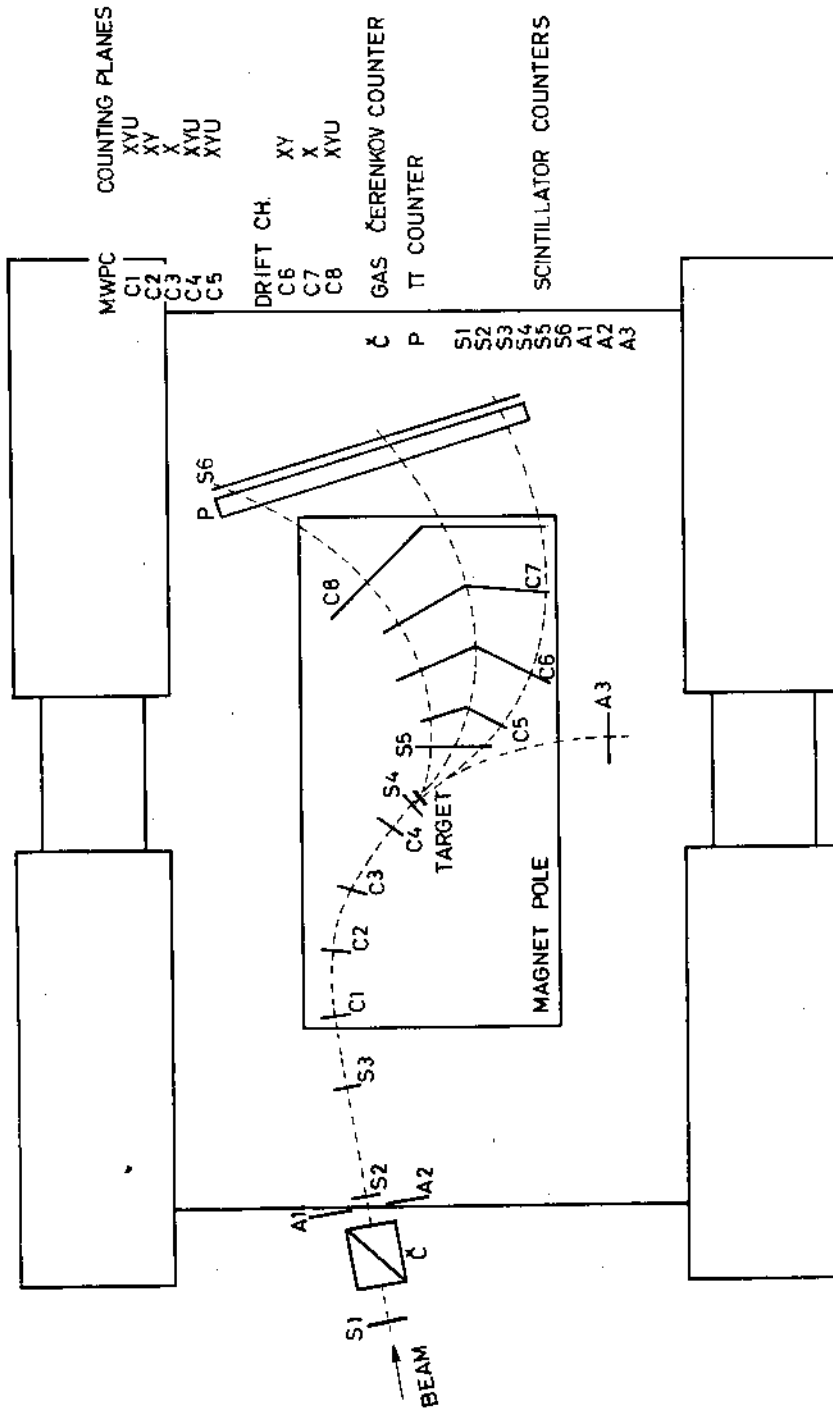 MWPC COUNTING PLANES
C1 XYU
C2 XY
C3 X
C4 XYU
C5 XYU
DRIFT CH.
C6 XY
C7 X
C8 XYU
Č GAS ČERENKOV COUNTER
P π COUNTER
S1
S2
S3
S4 SCINTILLATOR COUNTERS
S5
S6
A1
A2
A3
BEAM
S1
Č
A1
A2
S2
S3
C1
C2
C3
C4
S4
TARGET
S5
C5
C6
C7
C8
P
S6
A3
MAGNET POLE